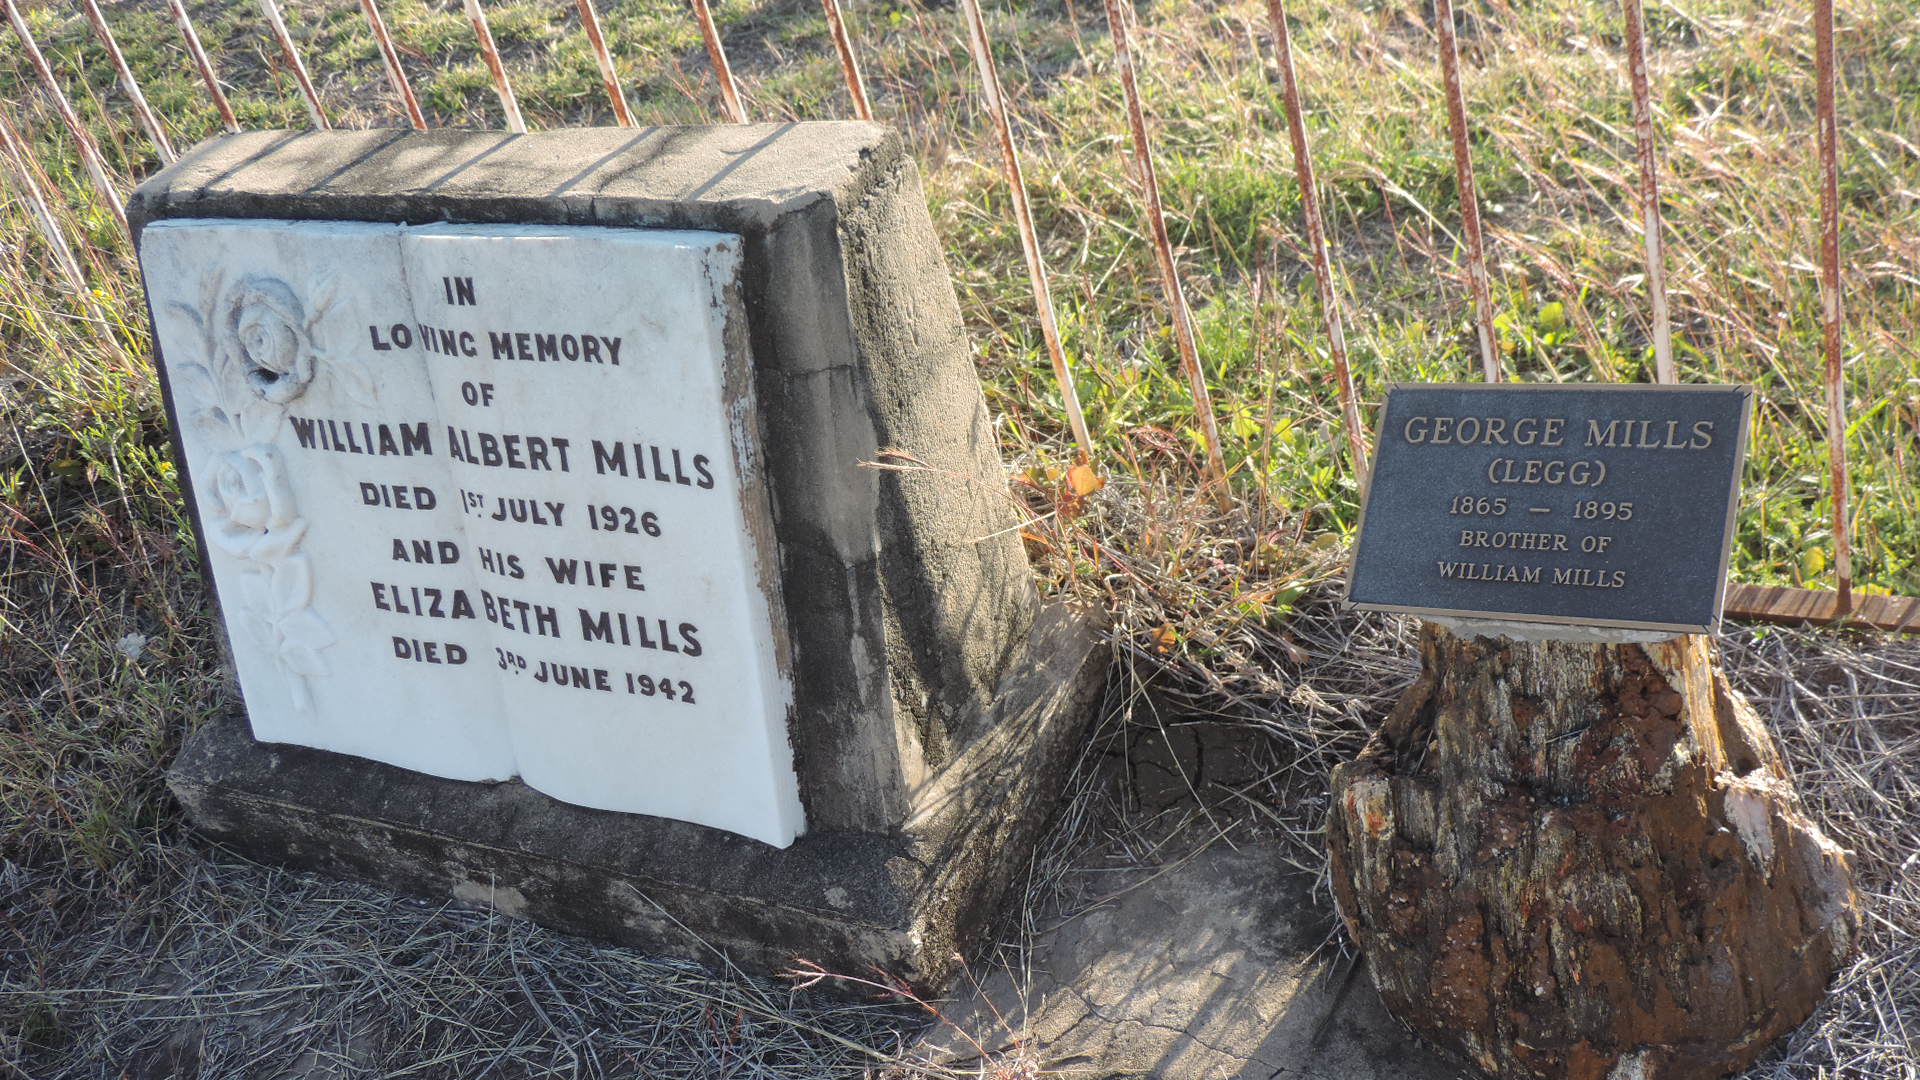 IN
LOVING MEMORY
OF
WILLIAM ALBERT MILLS
DIED 1ST. JULY 1926
AND HIS WIFE
ELIZABETH MILLS
DIED 3RD. JUNE 1942
GEORGE MILLS
(LEGG)
1865 — 1895
BROTHER OF
WILLIAM MILLS